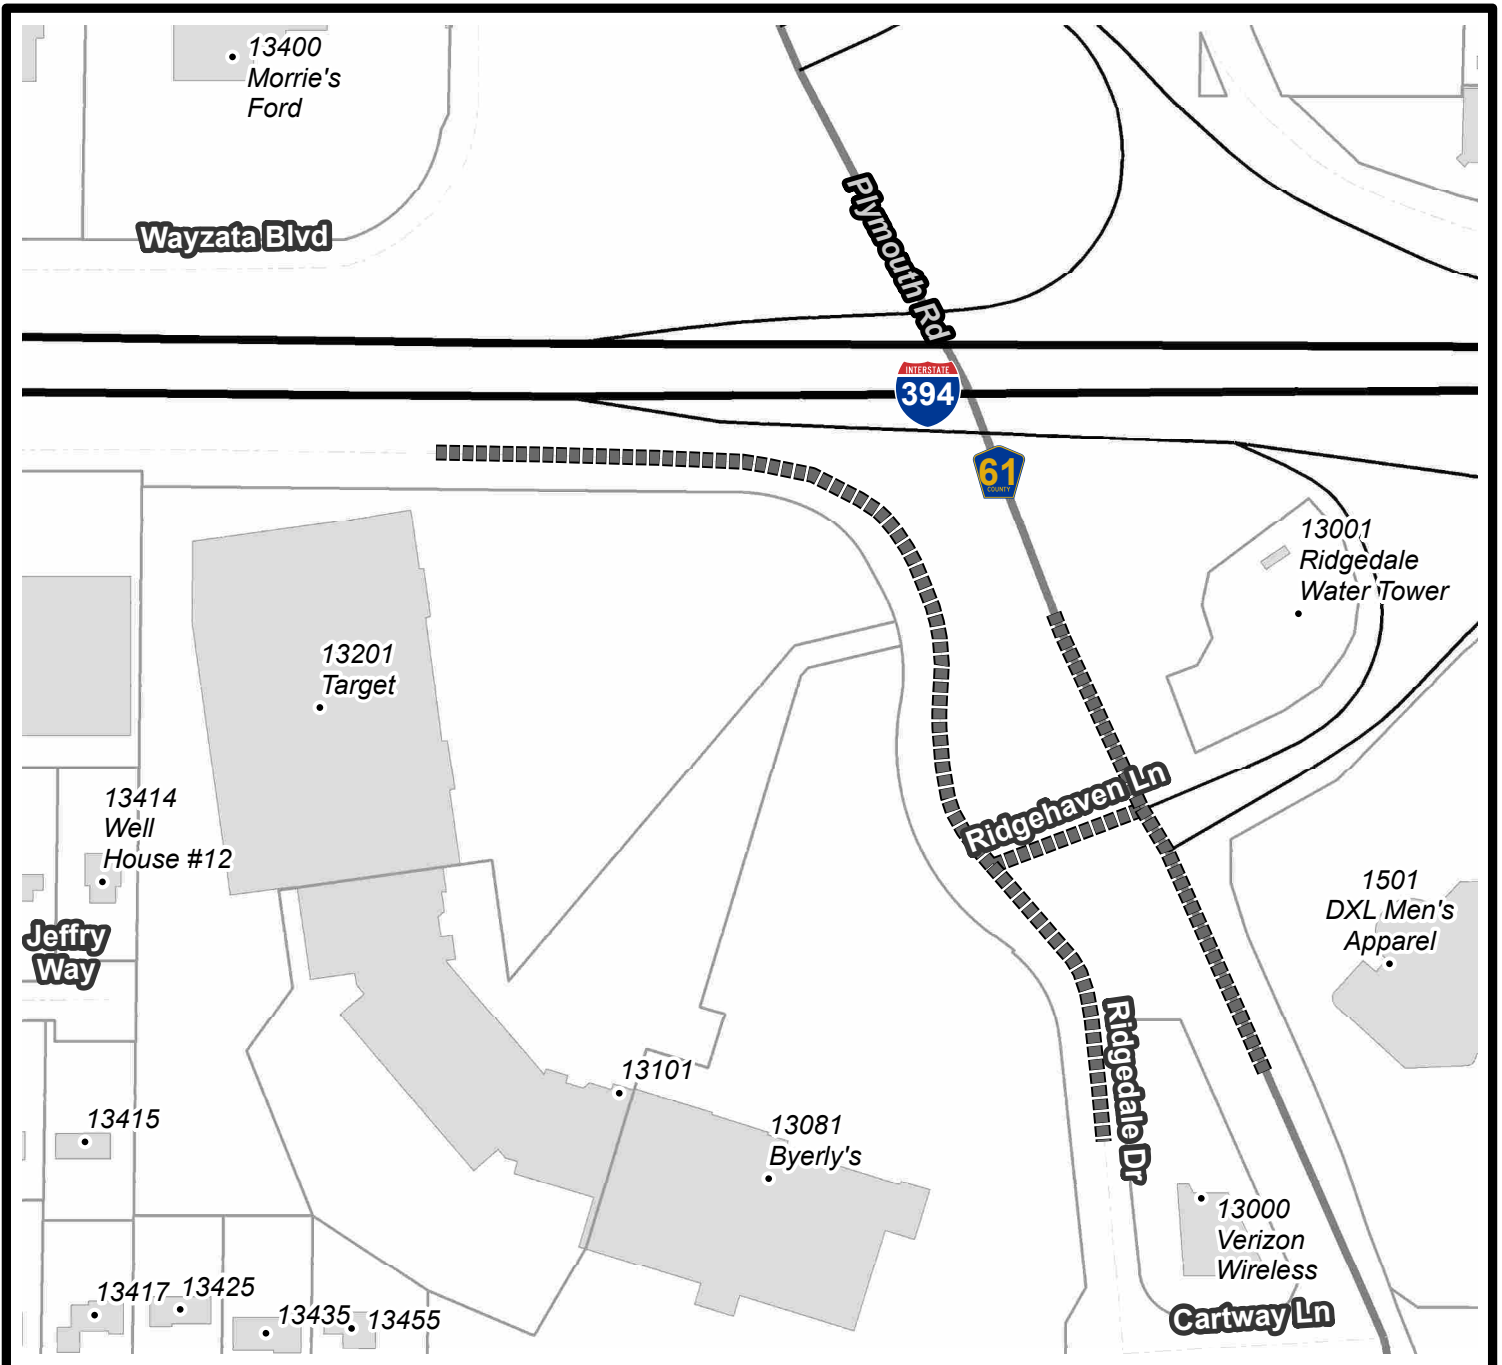 13400
Morrie's
Ford
Wayzata Blvd
Plymouth Rd
INTERSTATE
394
61
COUNTY
13001
Ridgedale
Water Tower
13201
Target
13414
Well
House #12
Ridgehaven Ln
1501
DXL Men's
Apparel
Jeffry
Way
Ridgedale Dr
13101
13415
13081
Byerly's
13000
Verizon
Wireless
13417
13425
13435
13455
Cartway Ln